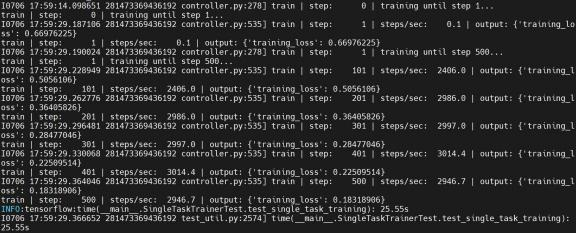 I0706 17:59:14.098651 281473369436192 controller.py:278] train | step:      0 | training until step 1...
train | step:      0 | training until step 1...
I0706 17:59:29.187106 281473369436192 controller.py:535] train | step:      1 | steps/sec:    0.1 | output: {'training_lo
ss': 0.66976225}
train | step:      1 | steps/sec:    0.1 | output: {'training_loss': 0.66976225}
I0706 17:59:29.190024 281473369436192 controller.py:278] train | step:      1 | training until step 500...
train | step:      1 | training until step 500...
I0706 17:59:29.228949 281473369436192 controller.py:535] train | step:    101 | steps/sec: 2406.0 | output: {'training_l
oss': 0.5056106}
train | step:    101 | steps/sec: 2406.0 | output: {'training_loss': 0.5056106}
I0706 17:59:29.262776 281473369436192 controller.py:535] train | step:    201 | steps/sec: 2986.0 | output: {'training_l
oss': 0.36405826}
train | step:    201 | steps/sec: 2986.0 | output: {'training_loss': 0.36405826}
I0706 17:59:29.296481 281473369436192 controller.py:535] train | step:    301 | steps/sec: 2997.0 | output: {'training_l
oss': 0.28477046}
train | step:    301 | steps/sec: 2997.0 | output: {'training_loss': 0.28477046}
I0706 17:59:29.330068 281473369436192 controller.py:535] train | step:    401 | steps/sec: 3014.4 | output: {'training_l
oss': 0.22509514}
train | step:    401 | steps/sec: 3014.4 | output: {'training_loss': 0.22509514}
I0706 17:59:29.364046 281473369436192 controller.py:535] train | step:    500 | steps/sec: 2946.7 | output: {'training_l
oss': 0.18318906}
train | step:    500 | steps/sec: 2946.7 | output: {'training_loss': 0.18318906}
INFO:tensorflow:time(__main__.SingleTaskTrainerTest.test_single_task_training): 25.55s
I0706 17:59:29.366652 281473369436192 test_util.py:2574] time(__main__.SingleTaskTrainerTest.test_single_task_training):
25.55s